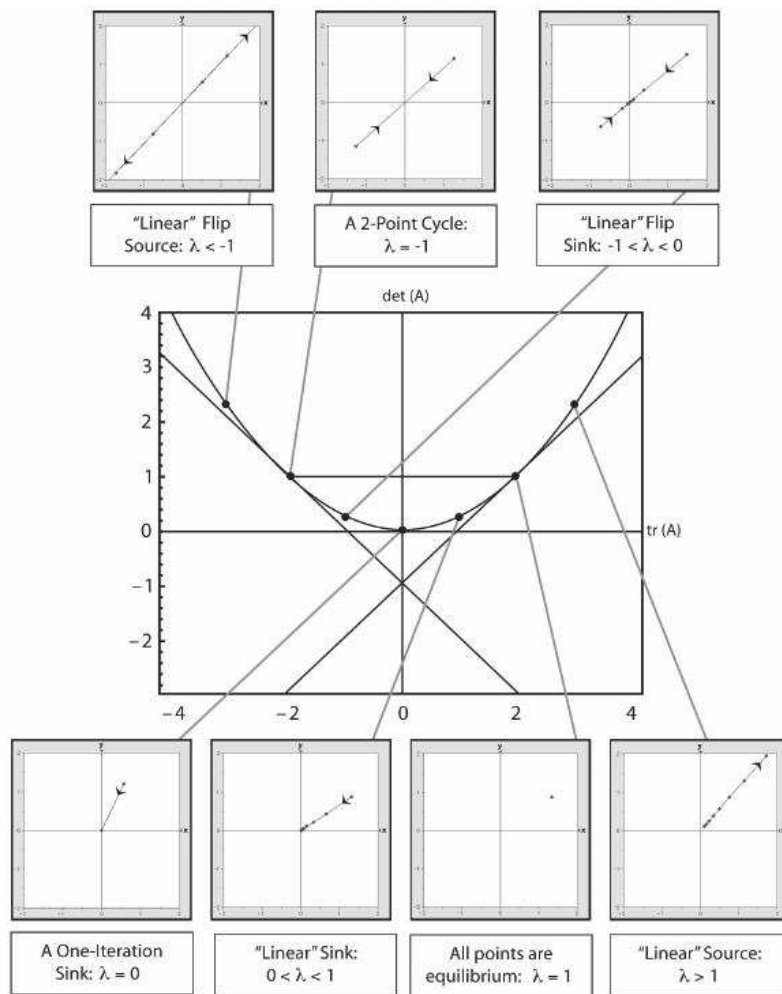 y
y
y
x
x
x
"Linear" Flip
Source: λ < -1
A 2-Point Cycle:
λ = -1
"Linear" Flip
Sink: -1 < λ < 0
det (A)
4
3
2
1
0
−1
−2
tr (A)
−4
−2
0
2
4
y
y
y
y
x
x
x
x
A One-Iteration
Sink: λ = 0
"Linear" Sink:
0 < λ < 1
All points are
equilibrium: λ = 1
"Linear" Source:
λ > 1